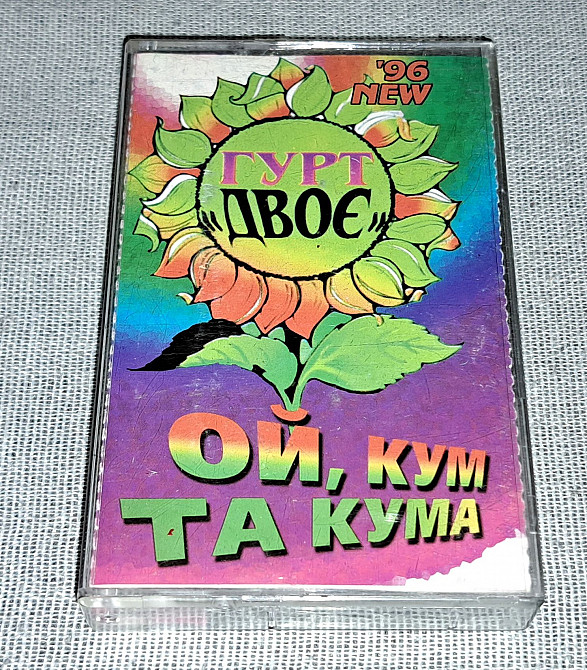 '96
NEW
ГУРТ
„ДВОЄ"
ОЙ, КУМ
ТА КУМА